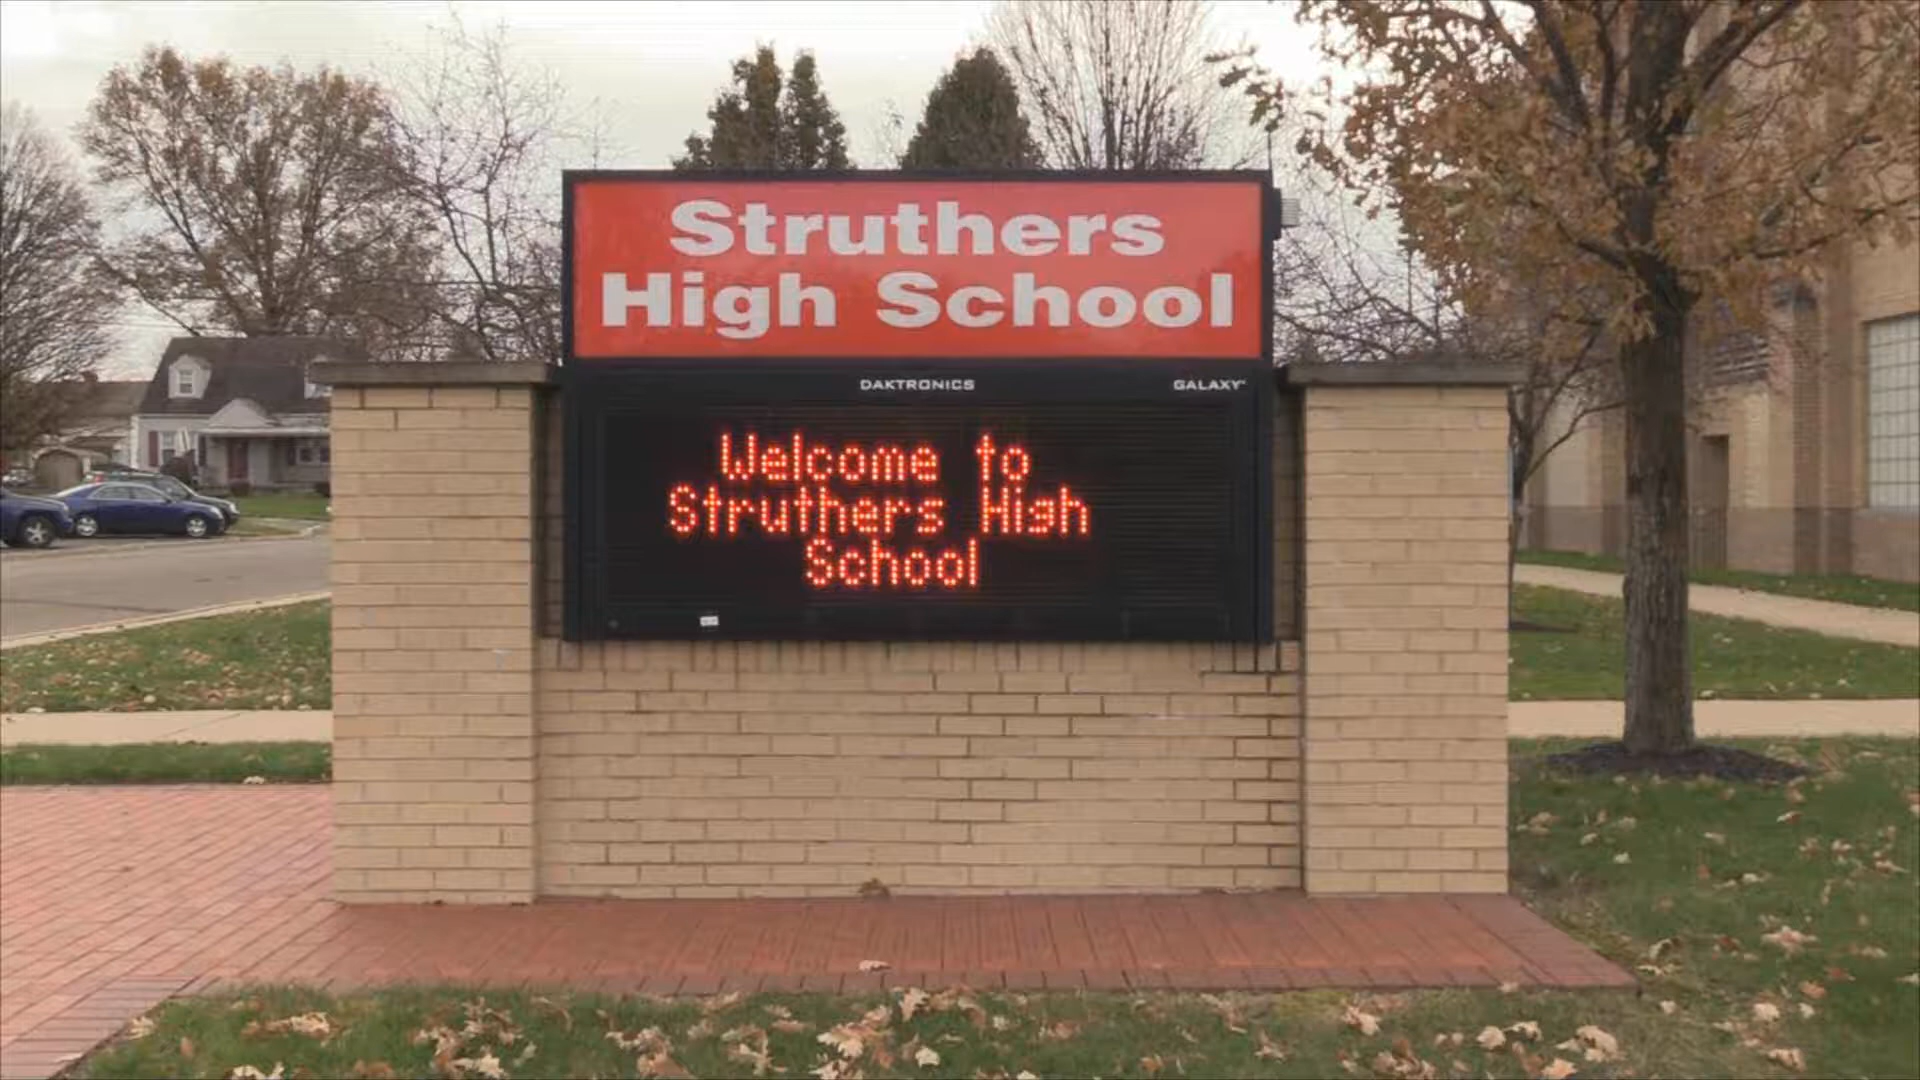 Struthers
High School
DAKTRONICS GALAXY
Welcome to
Struthers High
School